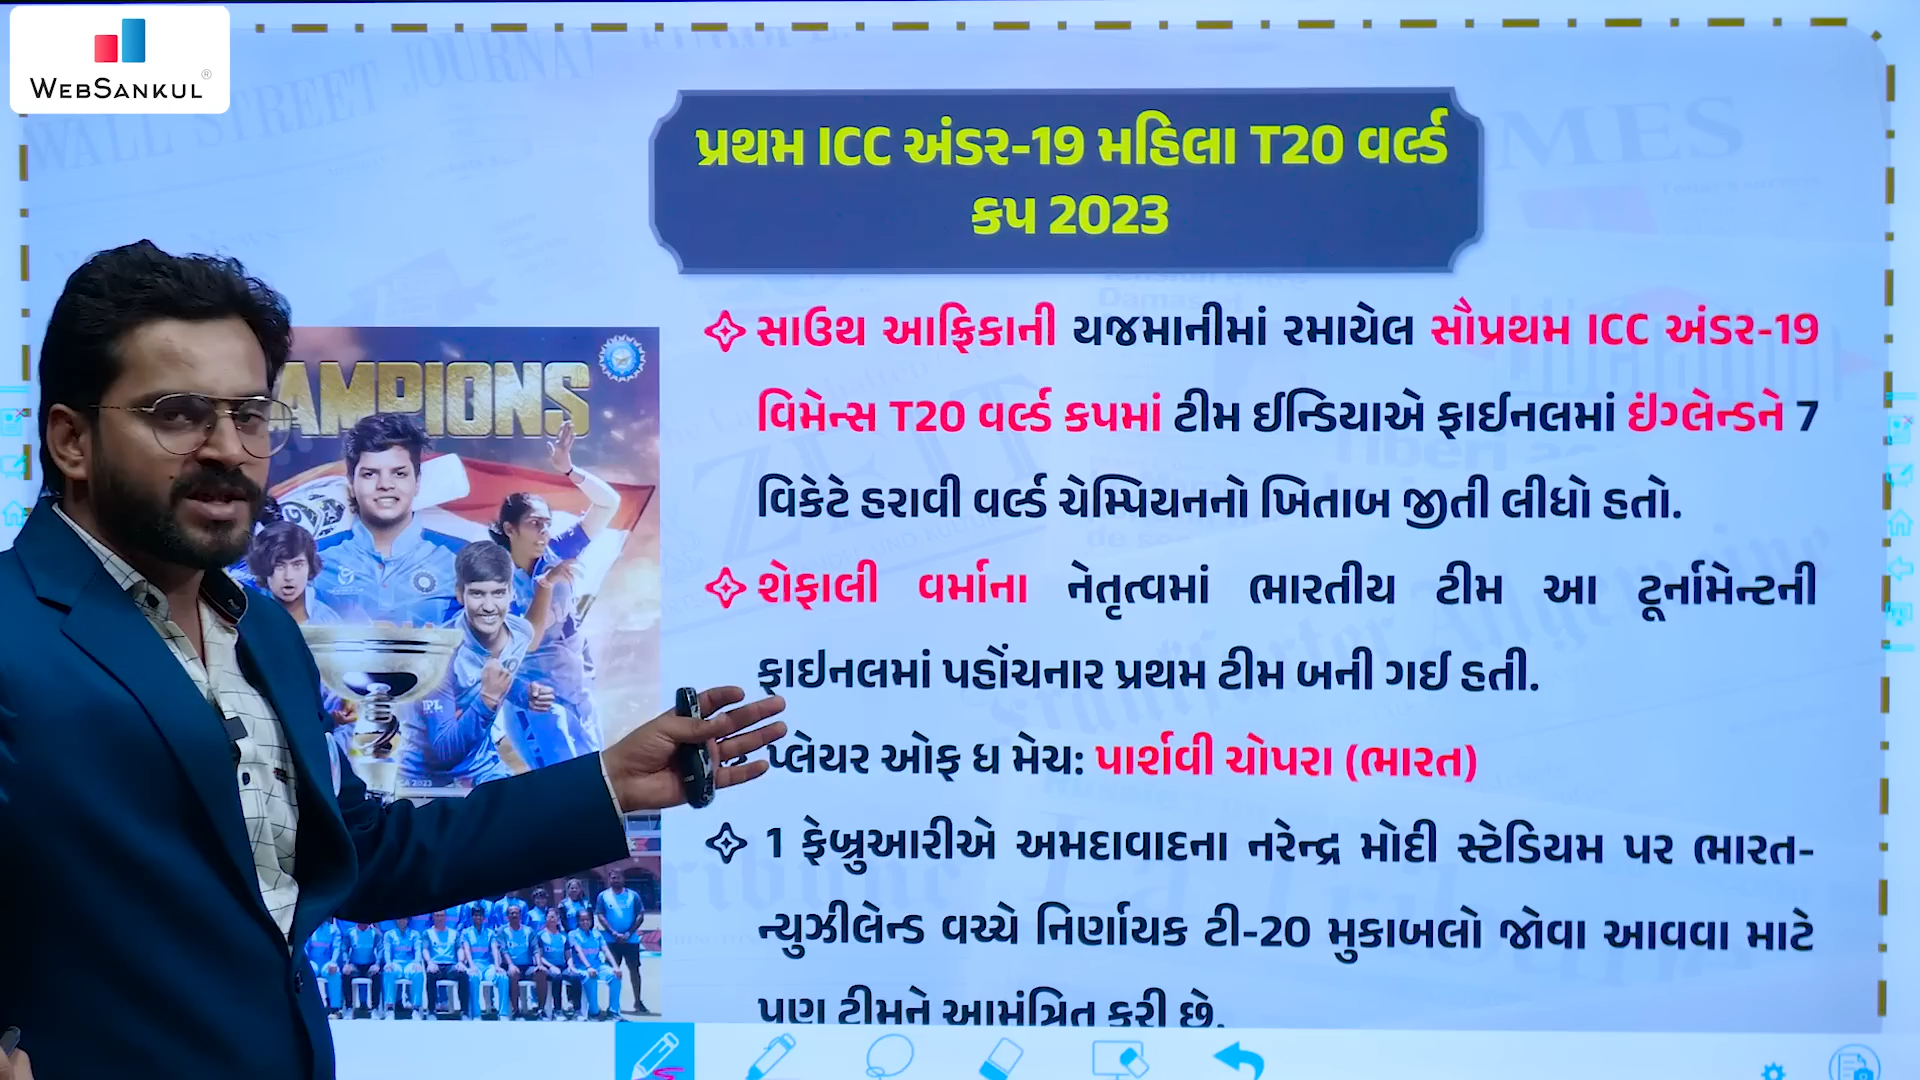 WEBSANKUL®
પ્રથમ ICC અંડર-19 મહિલા T20 વર્લ્ડ
કપ 2023
AMPIONS
સાઉથ આફ્રિકાની યજમાનીમાં રમાયેલ સૌપ્રથમ ICC અંડર-19
વિમેન્સ T20 વર્લ્ડ કપમાં ટીમ ઈન્ડિયાએ ફાઈનલમાં ઇંગ્લેન્ડને 7
વિકેટે હરાવી વર્લ્ડ ચેમ્પિયનનો ખિતાબ જીતી લીધો હતો.
શેફાલી વર્માના નેતૃત્વમાં ભારતીય ટીમ આ ટૂર્નામેન્ટની
ફાઇનલમાં પહોંચનાર પ્રથમ ટીમ બની ગઈ હતી.
પ્લેયર ઓફ ધ મેચ: પાર્શવી ચોપરા (ભારત)
1 ફેબ્રુઆરીએ અમદાવાદના નરેન્દ્ર મોદી સ્ટેડિયમ પર ભારત-
ન્યુઝીલેન્ડ વચ્ચે નિર્ણાયક ટી-20 મુકાબલો જોવા આવવા માટે
પણ ટીમને આમંત્રિત કરી છે.